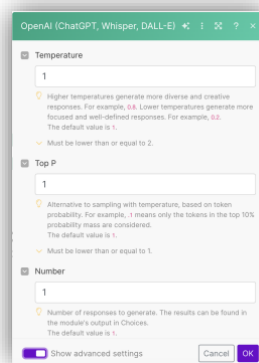 OpenAI (ChatGPT, Whisper, DALL-E)
Temperature
1
Higher temperatures generate more diverse and creative
responses. For example, 0.8. Lower temperatures generate more
focused and well-defined responses. For example, 0.2.
The default value is 1.
Must be lower than or equal to 2.
Top P
1
Alternative to sampling with temperature, based on token
probability. For example, .1 means only the tokens in the top 10%
probability mass are considered.
The default value is 1.
Must be lower than or equal to 1.
Number
1
Number of responses to generate. The results can be found in
the module's output in Choices.
The default value is 1.
Show advanced settings
Cancel
OK